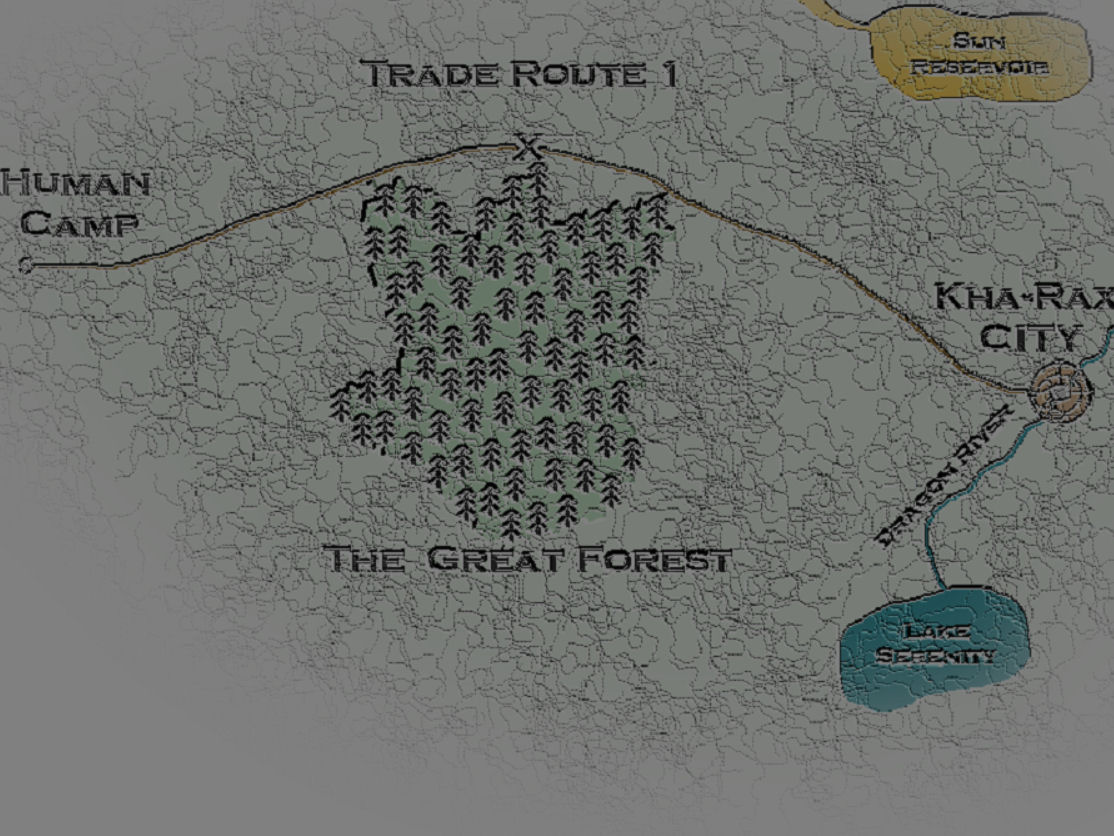 SUN
RESERVOIR
TRADE ROUTE 1
X
HUMAN
CAMP
KHA-RAX
CITY
DRAGON RIVER
THE GREAT FOREST
LAKE
SERENITY